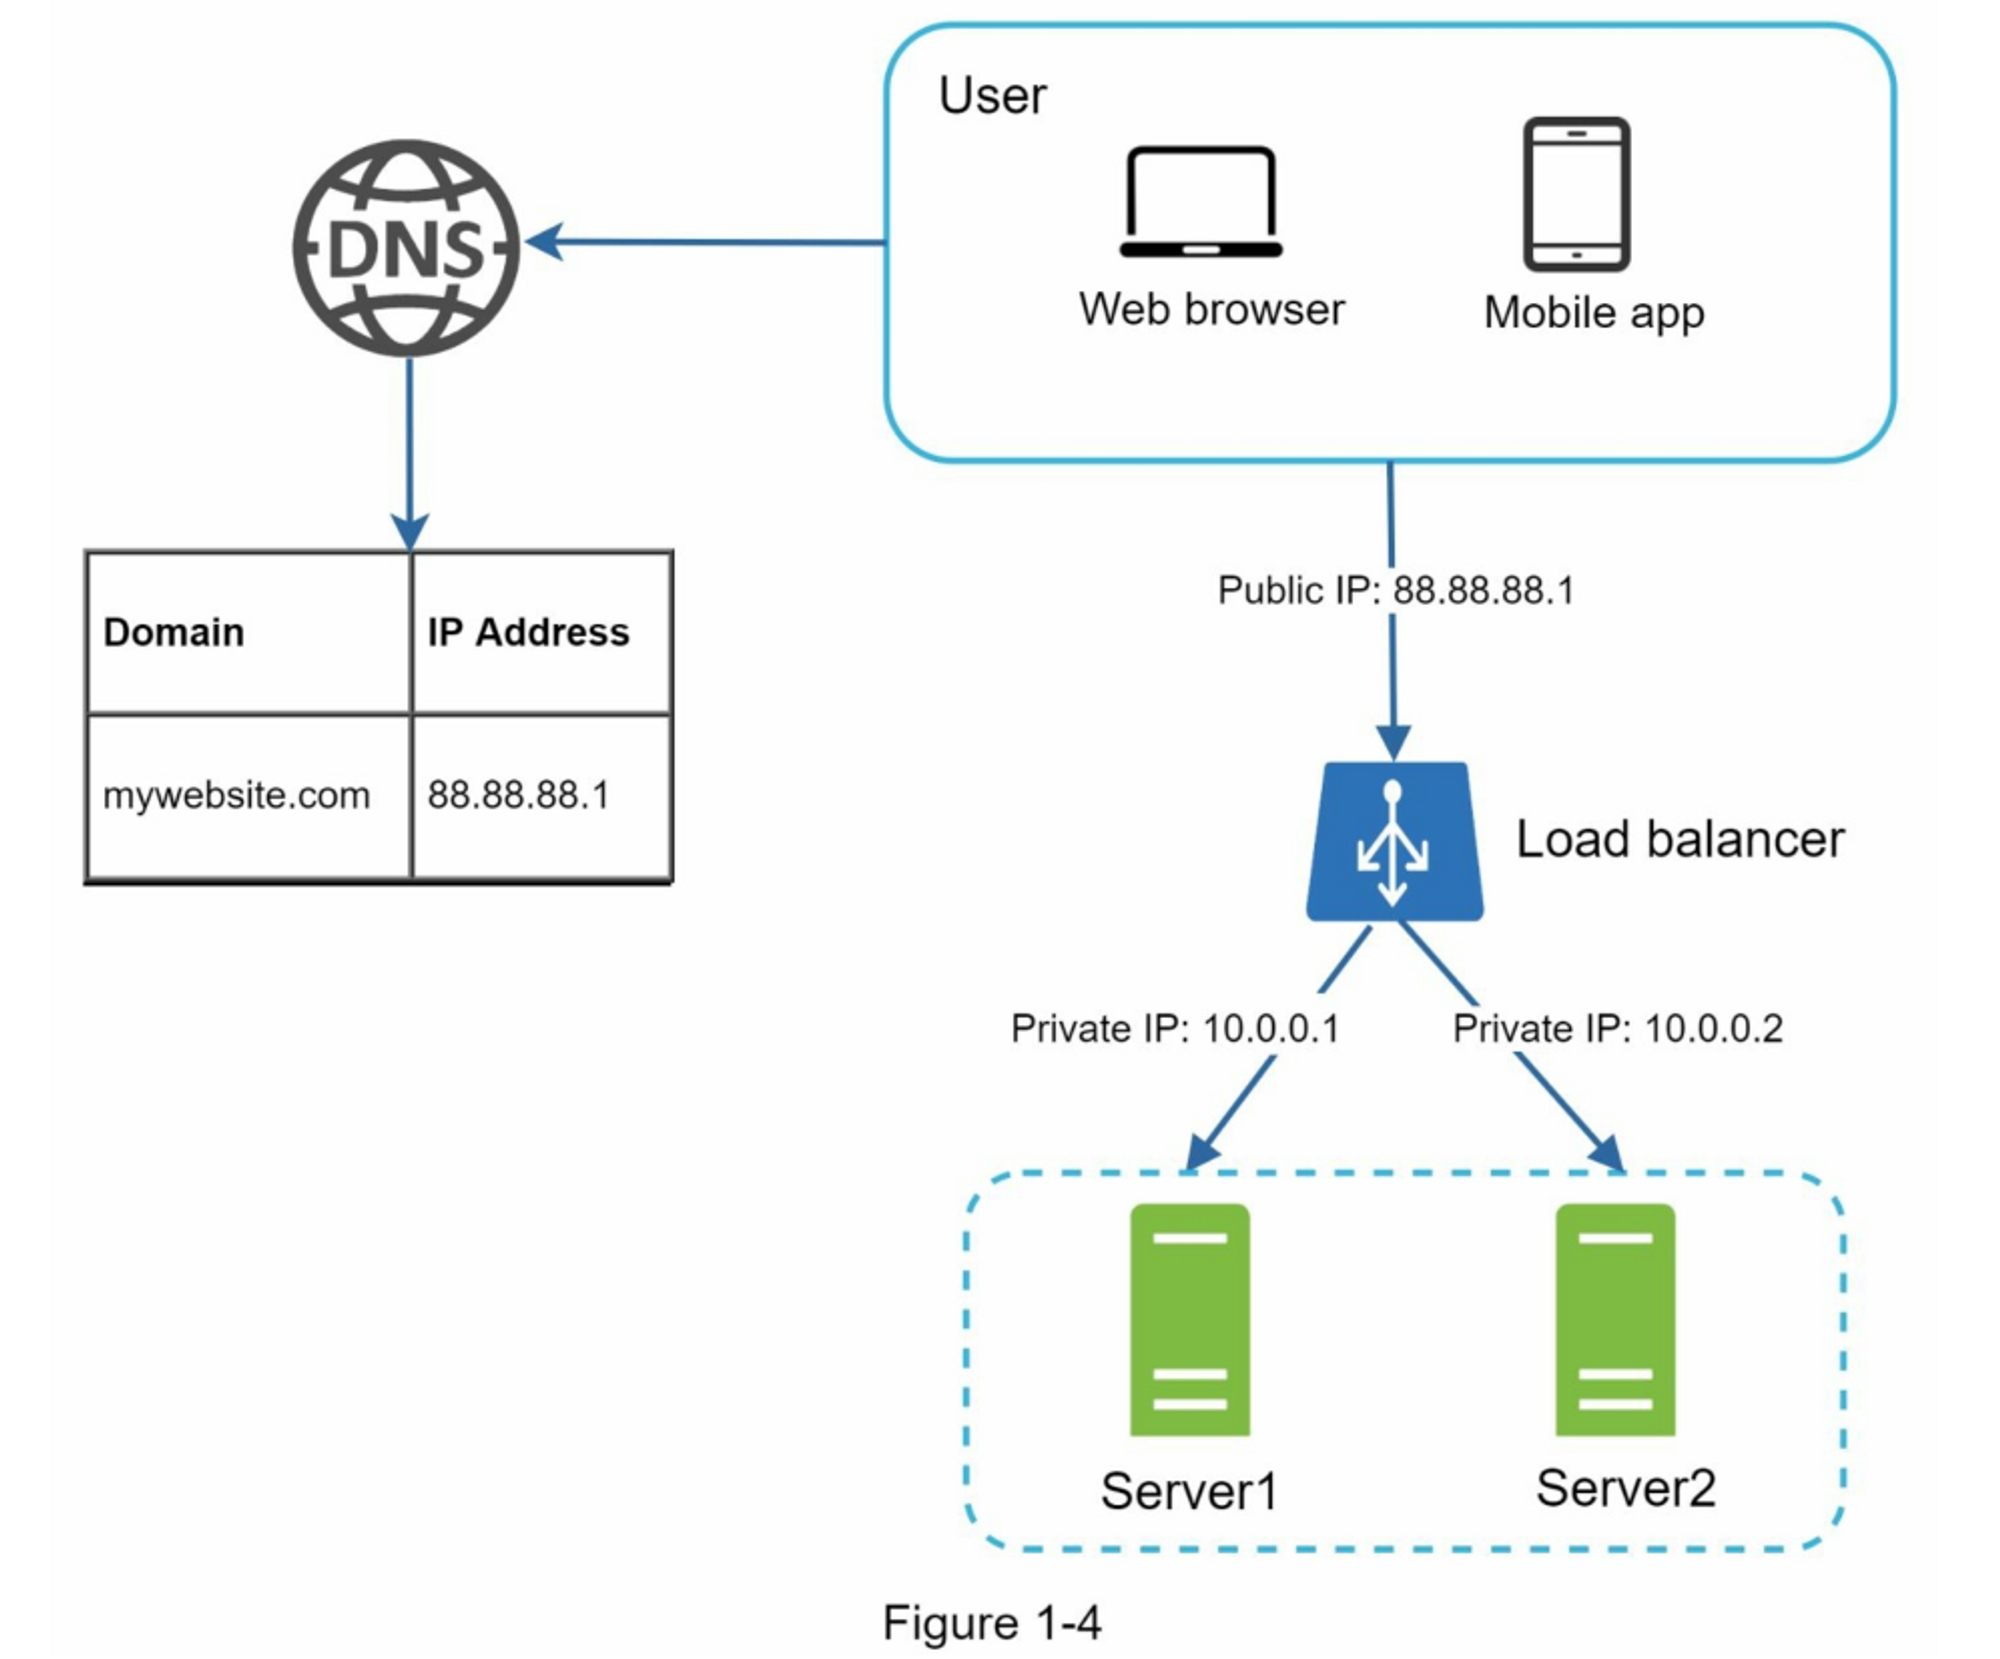 User
DNS
Web browser
Mobile app
Domain
IP Address
mywebsite.com
88.88.88.1
Public IP: 88.88.88.1
Load balancer
Private IP: 10.0.0.1
Private IP: 10.0.0.2
Server1
Server2
Figure 1-4